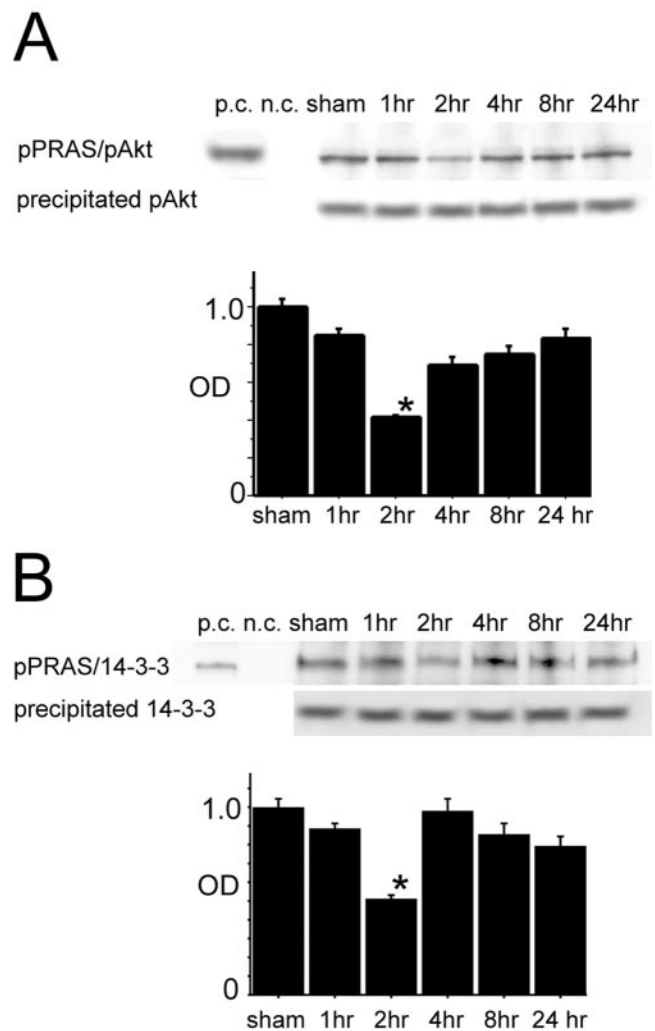 A
p.c. n.c. sham 1hr 2hr 4hr 8hr 24hr
pPRAS/pAkt
precipitated pAkt
1.0
OD
*
0
sham 1hr 2hr 4hr 8hr 24 hr
B
p.c. n.c. sham 1hr 2hr 4hr 8hr 24hr
pPRAS/14-3-3
precipitated 14-3-3
1.0
OD
*
0
sham 1hr 2hr 4hr 8hr 24 hr